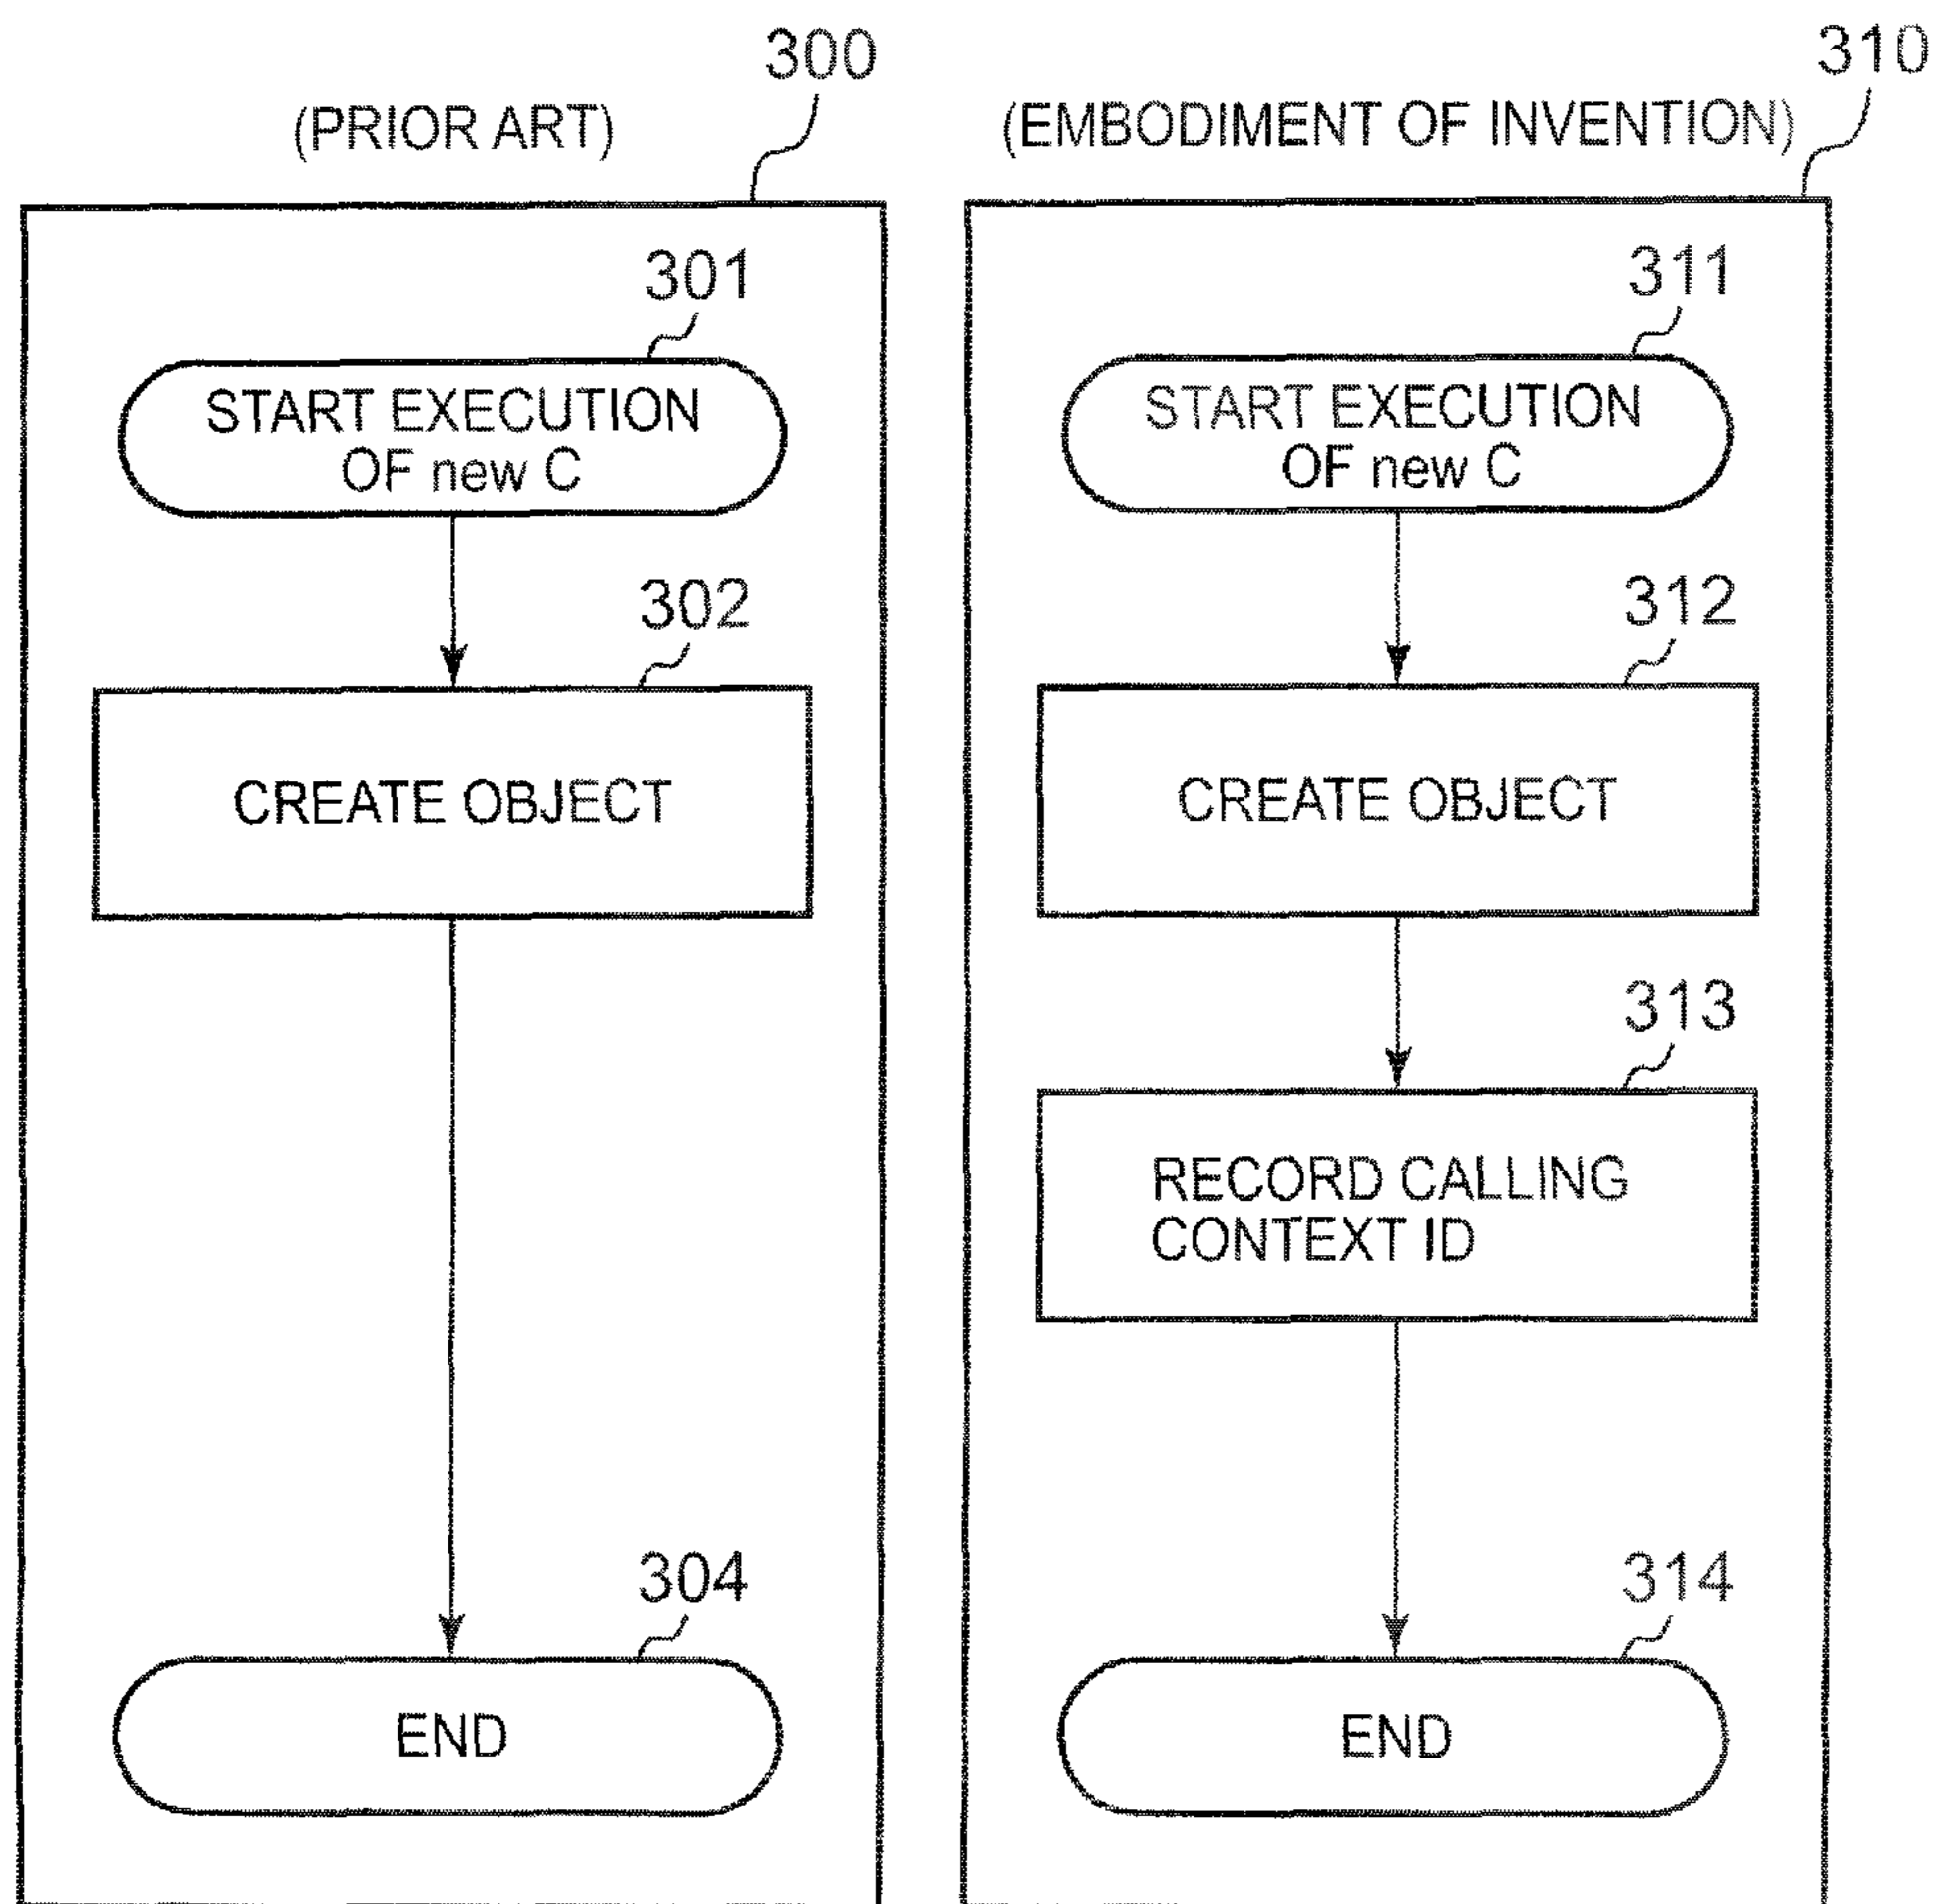 300
(PRIOR ART)
301
START EXECUTION
OF new C
302
CREATE OBJECT
304
END
310
(EMBODIMENT OF INVENTION)
311
START EXECUTION
OF new C
312
CREATE OBJECT
313
RECORD CALLING
CONTEXT ID
314
END